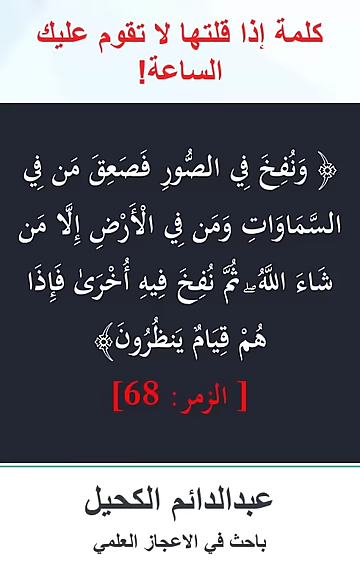 كلمة إذا قلتها لا تقوم عليك
الساعة!
﴿ وَنُفِخَ فِي الصُّورِ فَصَعِقَ مَن فِي
السَّمَاوَاتِ وَمَن فِي الْأَرْضِ إِلَّا مَن
شَاءَ اللَّهُ ۖ ثُمَّ نُفِخَ فِيهِ أُخْرَىٰ فَإِذَا
هُمْ قِيَامٌ يَنظُرُونَ﴾
[ الزمر: 68]
عبدالدائم الكحيل
باحث في الاعجاز العلمي